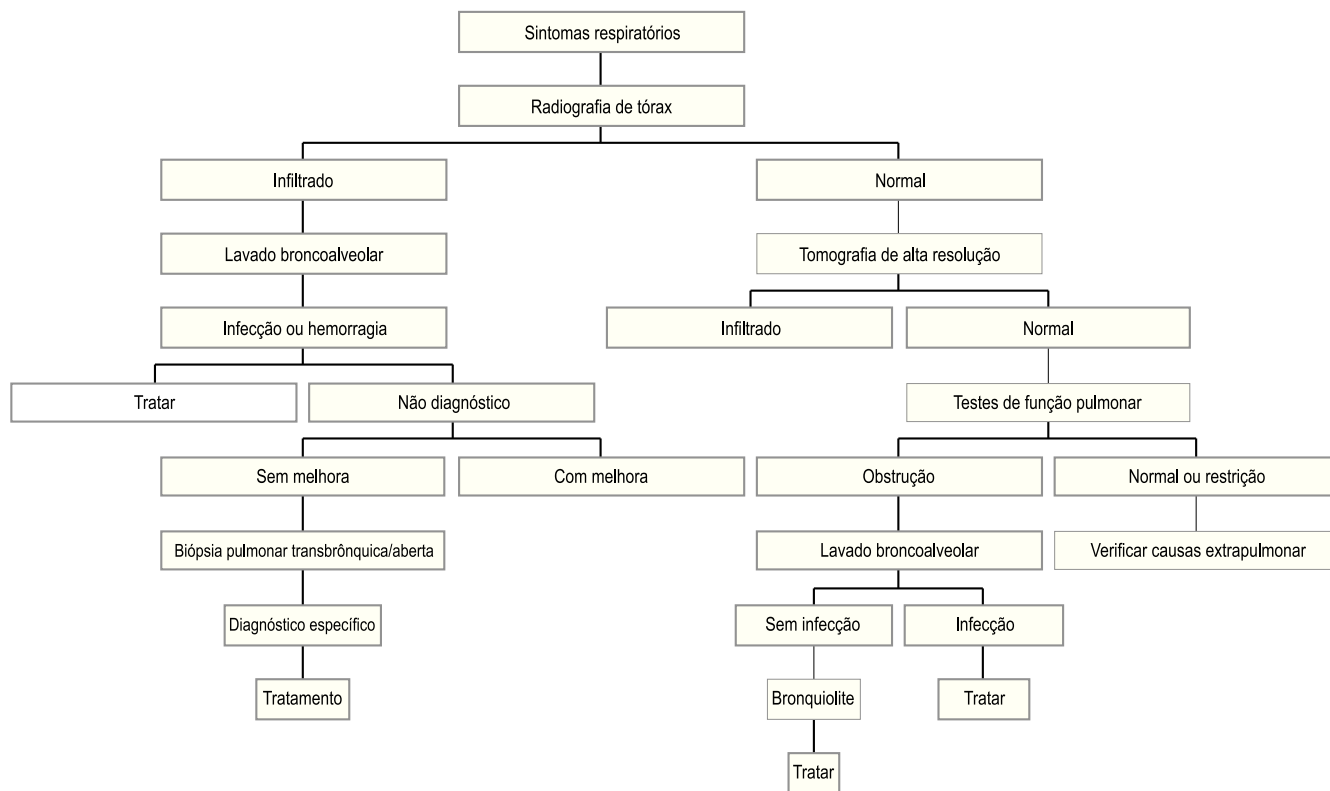 Sintomas respiratórios
Radiografia de tórax
Infiltrado
Normal
Lavado broncoalveolar
Tomografia de alta resolução
Infecção ou hemorragia
Infiltrado
Normal
Tratar
Não diagnóstico
Testes de função pulmonar
Sem melhora
Com melhora
Obstrução
Normal ou restrição
Biópsia pulmonar transbrônquica/aberta
Lavado broncoalveolar
Verificar causas extrapulmonar
Diagnóstico específico
Sem infecção
Infecção
Tratamento
Bronquiolite
Tratar
Tratar